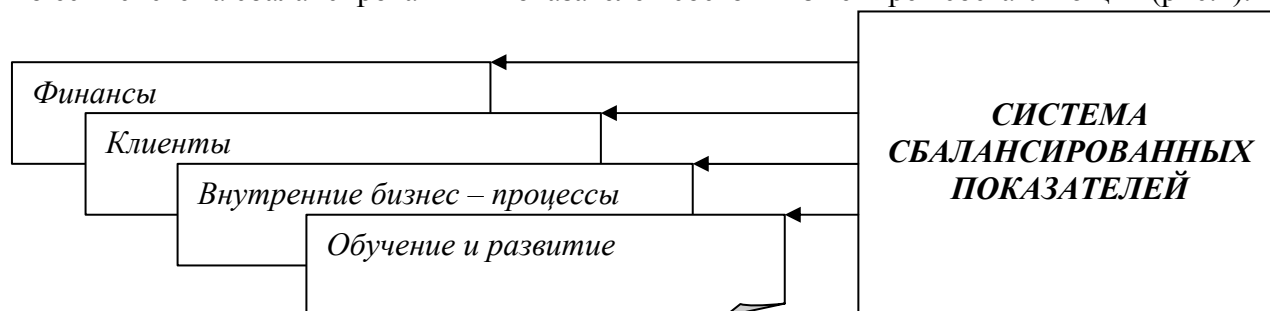 Финансы
Клиенты
Внутренние бизнес – процессы
Обучение и развитие
СИСТЕМА
СБАЛАНСИРОВАННЫХ
ПОКАЗАТЕЛЕЙ